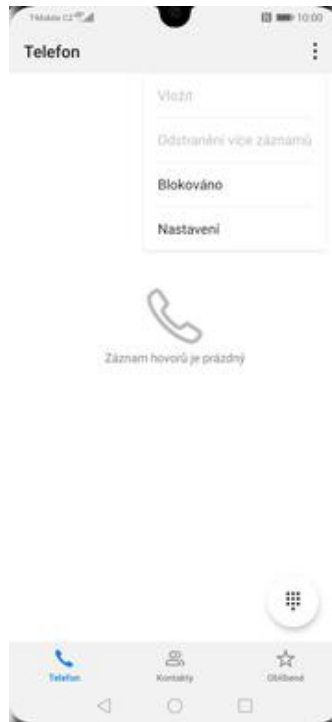 T-Mobile CZ 10:00
Telefon
Vložit
Odstranění více záznamů
Blokováno
Nastavení
Záznam hovorů je prázdný
Telefon Kontakty Oblíbené